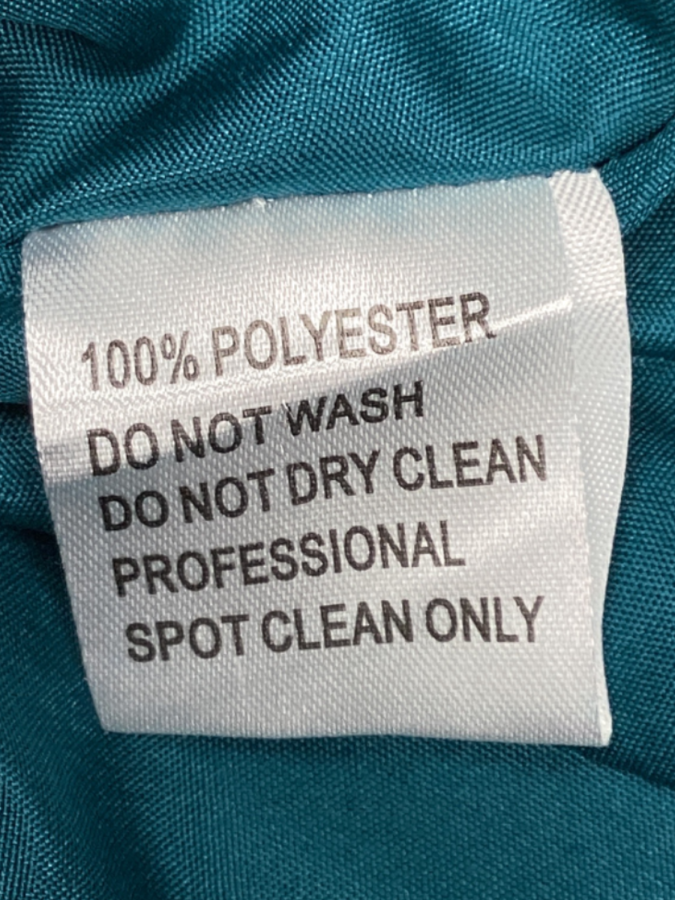 100% POLYESTER
DO NOT WASH
DO NOT DRY CLEAN
PROFESSIONAL
SPOT CLEAN ONLY